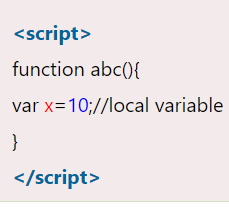 <script>
function abc(){
var x=10;//local variable
}
</script>